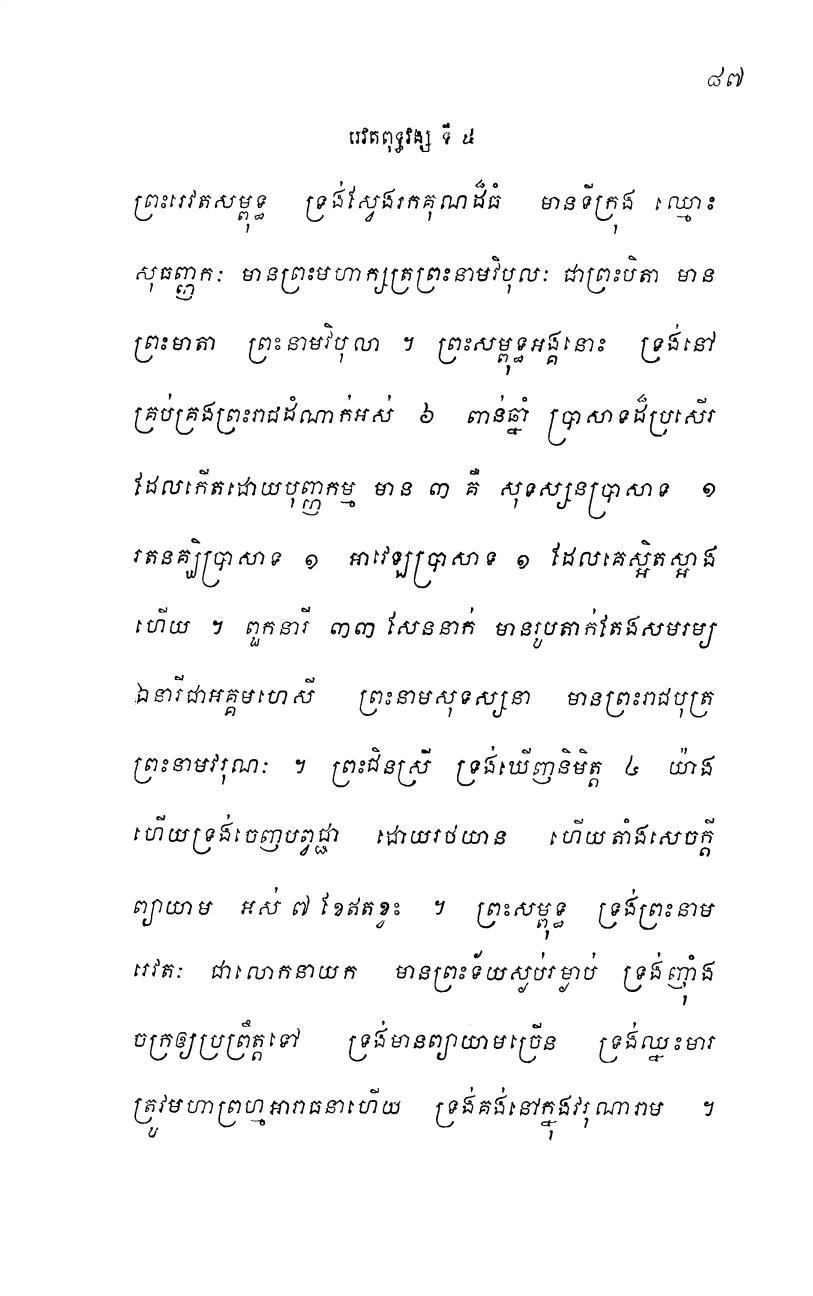 ៨៧
រេវតពុទ្ធវង្ស ទី ៥
ព្រះរេវតសម្ពុទ្ធ ទ្រង់ស្វែងរកគុណដ៏ធំ មានទីក្រុង ឈ្មោះ
សុធញ្ញកៈ មានព្រះមហាក្សត្រព្រះនាមវិបុលៈ ជាព្រះបិតា មាន
ព្រះមាតា ព្រះនាមវិបុលា ។ ព្រះសម្ពុទ្ធអង្គនោះ ទ្រង់នៅ
គ្រប់គ្រងព្រះរាជដំណាក់អស់ ៦ ពាន់ឆ្នាំ ប្រាសាទដ៏ប្រសើរ
ដែលកើតដោយបុញ្ញកម្ម មាន ៣ គឺ សុទស្សនប្រាសាទ ១
រតនគ្ឃិប្រាសាទ ១ អាវេឡប្រាសាទ ១ ដែលគេស្អិតស្អាង
ហើយ ។ ពួកនារី ៣៣ សែននាក់ មានរូបតាក់តែងសមរម្យ
ឯនារីជាអគ្គមហេសី ព្រះនាមសុទស្សនា មានព្រះរាជបុត្រ
ព្រះនាមវរុណៈ ។ ព្រះជិនស្រី ទ្រង់ឃើញនិមិត្ត ៤ យ៉ាង
ហើយទ្រង់ចេញបព្វជ្ជា ដោយរថយាន ហើយតាំងសេចក្តី
ព្យាយាម អស់ ៧ ខែឥតខ្វះ ។ ព្រះសម្ពុទ្ធ ទ្រង់ព្រះនាម
រេវតៈ ជាលោកនាយក មានព្រះទ័យស្ងប់រម្ងាប់ ទ្រង់ញ៉ាំង
ចក្រឲ្យប្រព្រឹត្តទៅ ទ្រង់មានព្យាយាមច្រើន ទ្រង់ឈ្នះមារ
ត្រូវមហាព្រហ្មអារាធនាហើយ ទ្រង់គង់នៅក្នុងវរុណារាម ។